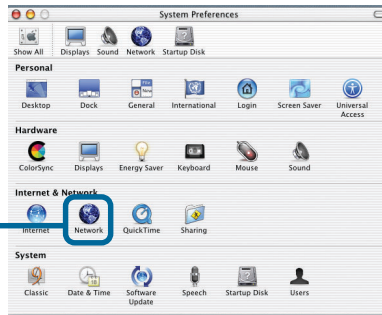 System Preferences
Show All Displays Sound Network Startup Disk
Personal
Desktop Dock General International Login Screen Saver Universal Access
Hardware
ColorSync Displays Energy Saver Keyboard Mouse Sound
Internet & Network
Internet Network QuickTime Sharing
System
Classic Date & Time Software Update Speech Startup Disk Users